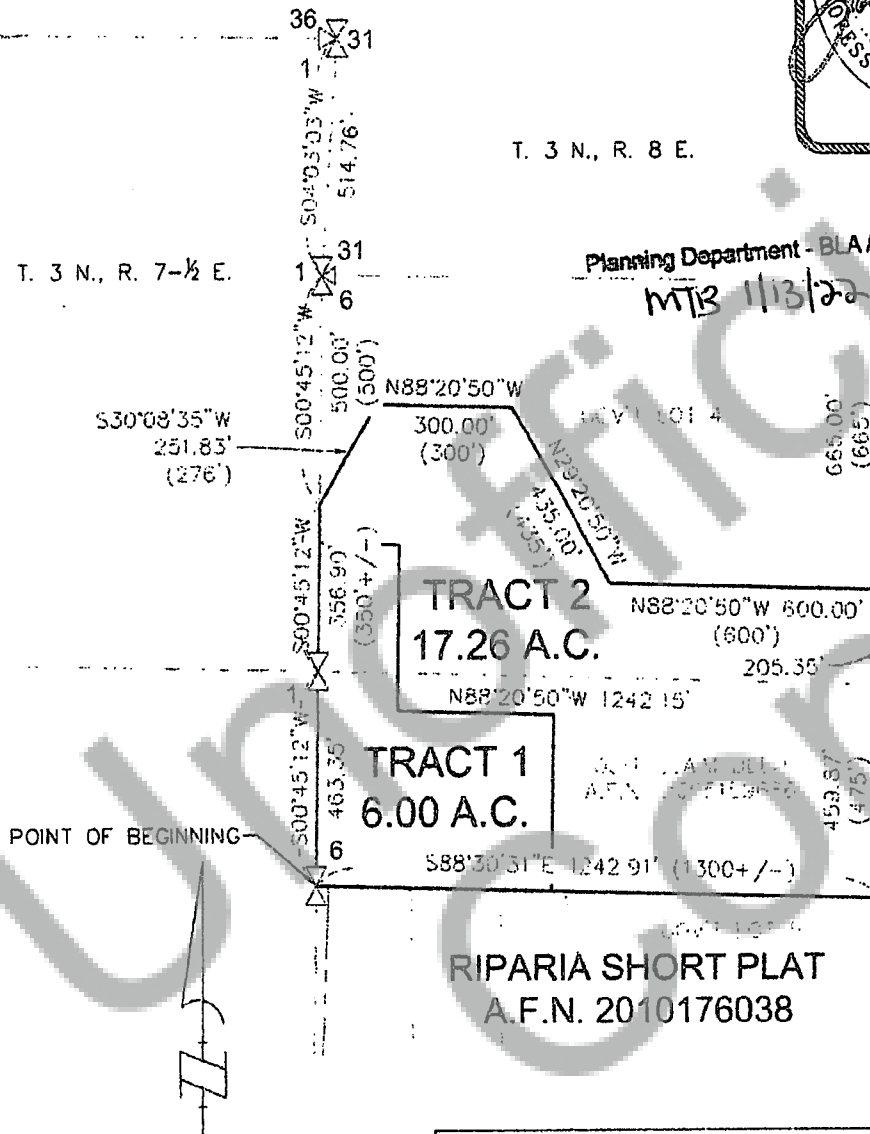 36
31
1
S04°03'03"W
514.76'
T. 3 N., R. 8 E.
T. 3 N., R. 7-½ E.
31
1
6
Planning Department - BLA
MTB 1/13/22
S00°45'12"W
500.00'
(500')
N88°20'50"W
300.00'
(300')
S30°08'35"W
251.83'
(276')
LOT 4
665.00'
(665')
N29°20'50"W
435.00'
(435')
S00°45'12"W
356.90'
(350'+/-)
TRACT 2
17.26 A.C.
N88°20'50"W 600.00'
(600')
205.35'
1
N88°20'50"W 1242.15'
S00°45'12"W
463.35'
TRACT 1
6.00 A.C.
A.F.N.
459.87'
(475')
POINT OF BEGINNING
6
S88°30'31"E 1242.91' (1300+/-)
RIPARIA SHORT PLAT
A.F.N. 2010176038